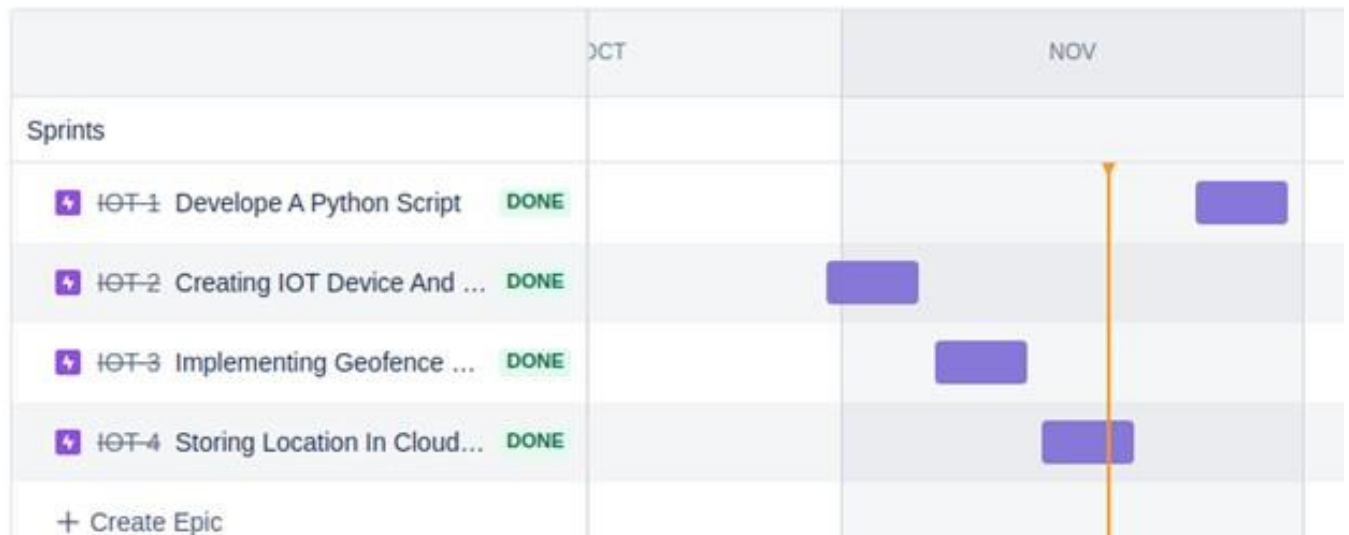 OCT NOV
Sprints
IOT-1 Develope A Python Script DONE
IOT-2 Creating IOT Device And ... DONE
IOT-3 Implementing Geofence ... DONE
IOT-4 Storing Location In Cloud... DONE
+ Create Epic